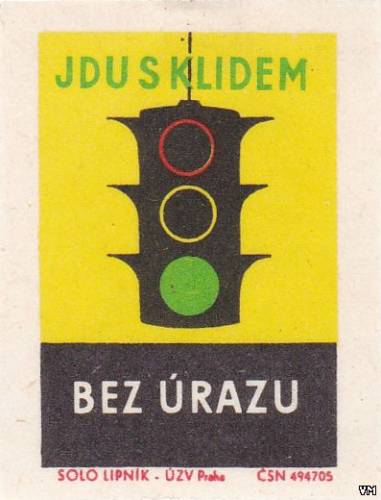 JDU S KLIDEM
BEZ ÚRAZU
SOLO LIPNÍK - ÚZV Praha ČSN 494705
VM